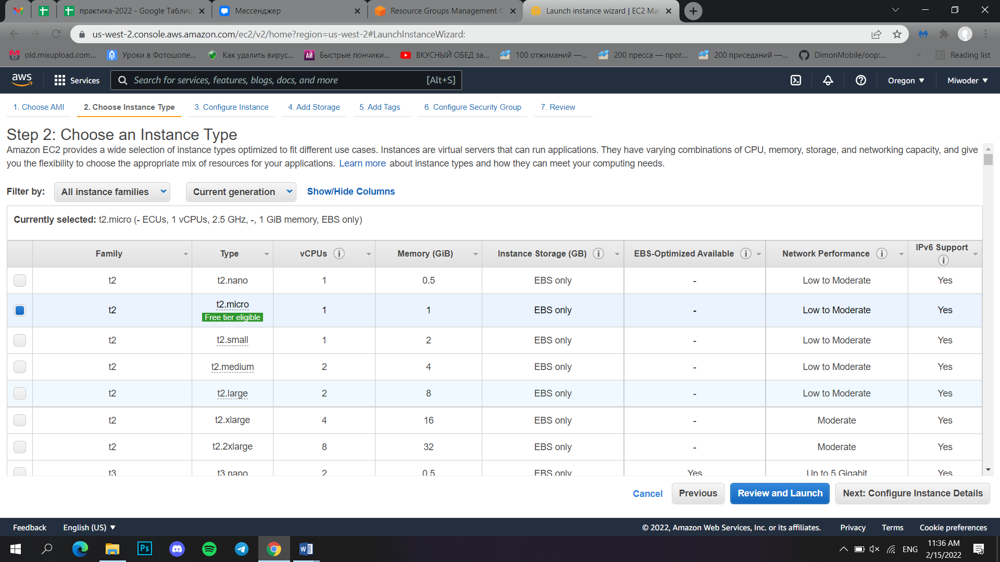 практика-2022 - Google Таблиц
Мессенджер
Resource Groups Management C
Launch instance wizard | EC2 Ma
us-west-2.console.aws.amazon.com/ec2/v2/home?region=us-west-2#LaunchInstanceWizard:
old.mixupload.com...
Уроки в Фотошопе...
Как удалить вирус...
АЙ
Быстрые пончики...
ВКУСНЫЙ ОБЕД за...
100 отжиманий —...
200 пресса — прог...
200 приседаний —...
DimonMobile/oop:...
»
Reading list
aws
Services
Search for services, features, blogs, docs, and more
[Alt+S]
Oregon
Miwoder
1. Choose AMI
2. Choose Instance Type
3. Configure Instance
4. Add Storage
5. Add Tags
6. Configure Security Group
7. Review
Step 2: Choose an Instance Type
Amazon EC2 provides a wide selection of instance types optimized to fit different use cases. Instances are virtual servers that can run applications. They have varying combinations of CPU, memory, storage, and networking capacity, and give
you the flexibility to choose the appropriate mix of resources for your applications. Learn more about instance types and how they can meet your computing needs.
Filter by:
All instance families
Current generation
Show/Hide Columns
Currently selected: t2.micro (- ECUs, 1 vCPUs, 2.5 GHz, -, 1 GiB memory, EBS only)
Family Type vCPUs Memory (GiB) Instance Storage (GB) EBS-Optimized Available Network Performance IPv6 Support
t2 t2.nano 1 0.5 EBS only - Low to Moderate Yes
t2 t2.micro 1 1 EBS only - Low to Moderate Yes
Free tier eligible
t2 t2.small 1 2 EBS only - Low to Moderate Yes
t2 t2.medium 2 4 EBS only - Low to Moderate Yes
t2 t2.large 2 8 EBS only - Low to Moderate Yes
t2 t2.xlarge 4 16 EBS only - Moderate Yes
t2 t2.2xlarge 8 32 EBS only - Moderate Yes
t3 t3.nano 2 0.5 EBS only Yes Up to 5 Gigabit Yes
Cancel
Previous
Review and Launch
Next: Configure Instance Details
Feedback
English (US)
© 2022, Amazon Web Services, Inc. or its affiliates.
Privacy
Terms
Cookie preferences
Ps
W
ENG
11:36 AM
2/15/2022